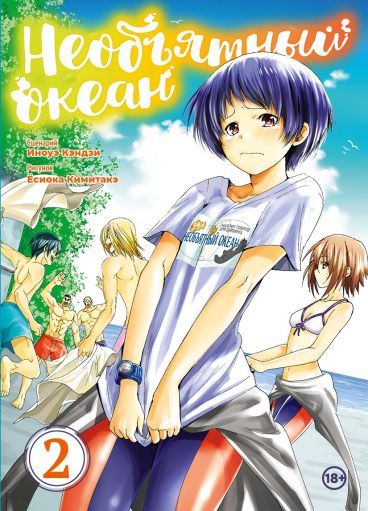 Необъятный
океан
Сценарий
Иноуэ Кэндзи
Рисунок
Ёсиока Кимитакэ
НЕОБЪЯТНЫЙ ОКЕАН
2
18+